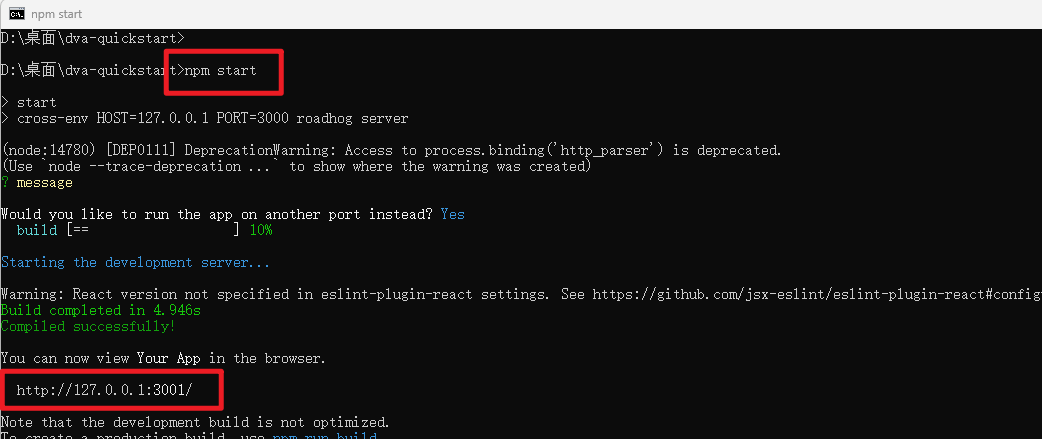 npm start
D:\桌面\dva-quickstart>
D:\桌面\dva-quickstart>npm start
> start
> cross-env HOST=127.0.0.1 PORT=3000 roadhog server
(node:14780) [DEP0111] DeprecationWarning: Access to process.binding('http_parser') is deprecated.
(Use `node --trace-deprecation ...` to show where the warning was created)
? message
Would you like to run the app on another port instead? Yes
build [==                  ] 10%
Starting the development server...
Warning: React version not specified in eslint-plugin-react settings. See https://github.com/jsx-eslint/eslint-plugin-react#config
Build completed in 4.946s
Compiled successfully!
You can now view Your App in the browser.
http://127.0.0.1:3001/
Note that the development build is not optimized.
To create a production build, use npm run build.